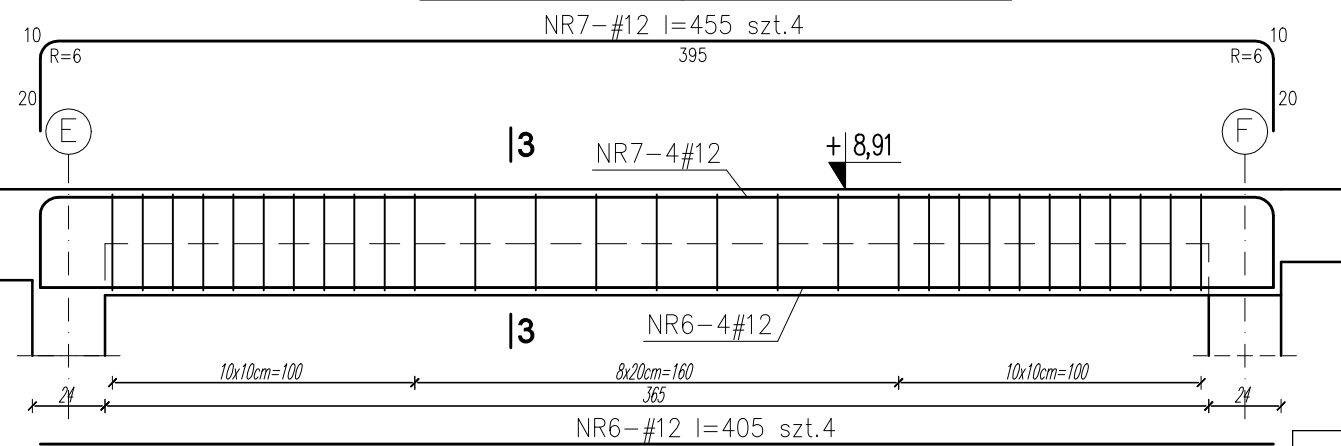 NR7-#12 l=455 szt.4
10
10
R=6
395
R=6
20
20
E
F
3
NR7-4#12
+ 8,91
3
NR6-4#12
10x10cm=100
8x20cm=160
10x10cm=100
24
365
24
NR6-#12 l=405 szt.4